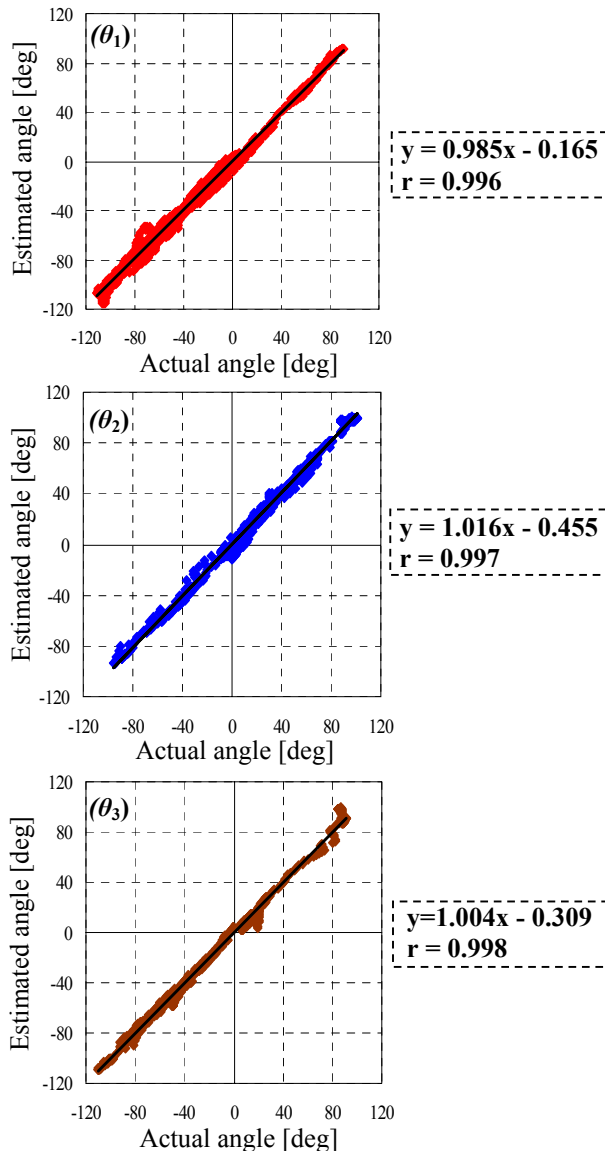 (θ1)
120
80
40
0
-40
-80
-120
-120 -80 -40 0 40 80 120
Estimated angle [deg]
Actual angle [deg]
y = 0.985x - 0.165
r = 0.996
(θ2)
120
80
40
0
-40
-80
-120
-120 -80 -40 0 40 80 120
Estimated angle [deg]
Actual angle [deg]
y = 1.016x - 0.455
r = 0.997
(θ3)
120
80
40
0
-40
-80
-120
-120 -80 -40 0 40 80 120
Estimated angle [deg]
Actual angle [deg]
y=1.004x - 0.309
r = 0.998